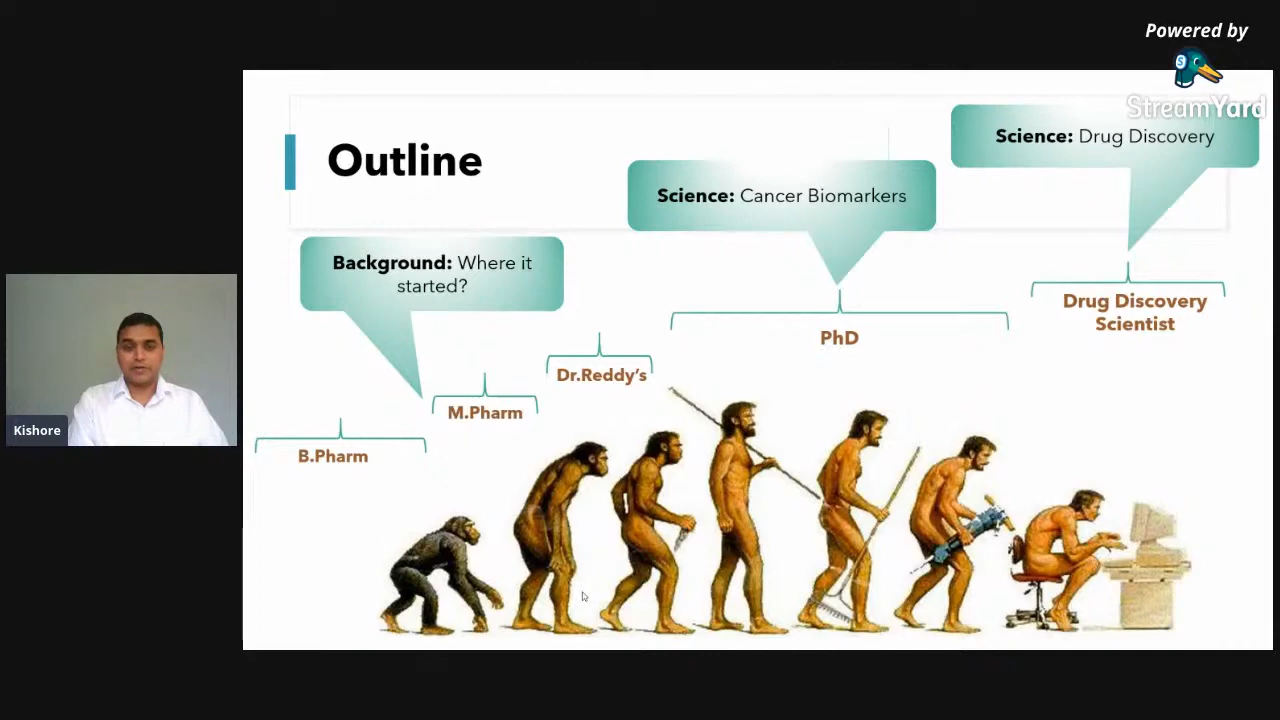 Powered by
StreamYard
Outline
Science: Drug Discovery
Science: Cancer Biomarkers
Background: Where it
started?
Drug Discovery
Scientist
PhD
Dr.Reddy's
M.Pharm
B.Pharm
Kishore
S